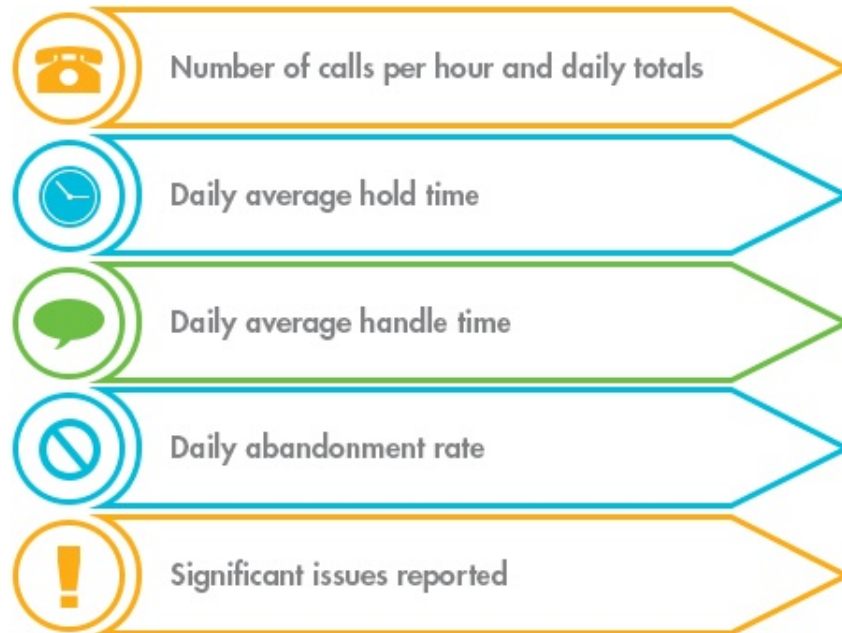 Number of calls per hour and daily totals
Daily average hold time
Daily average handle time
Daily abandonment rate
Significant issues reported